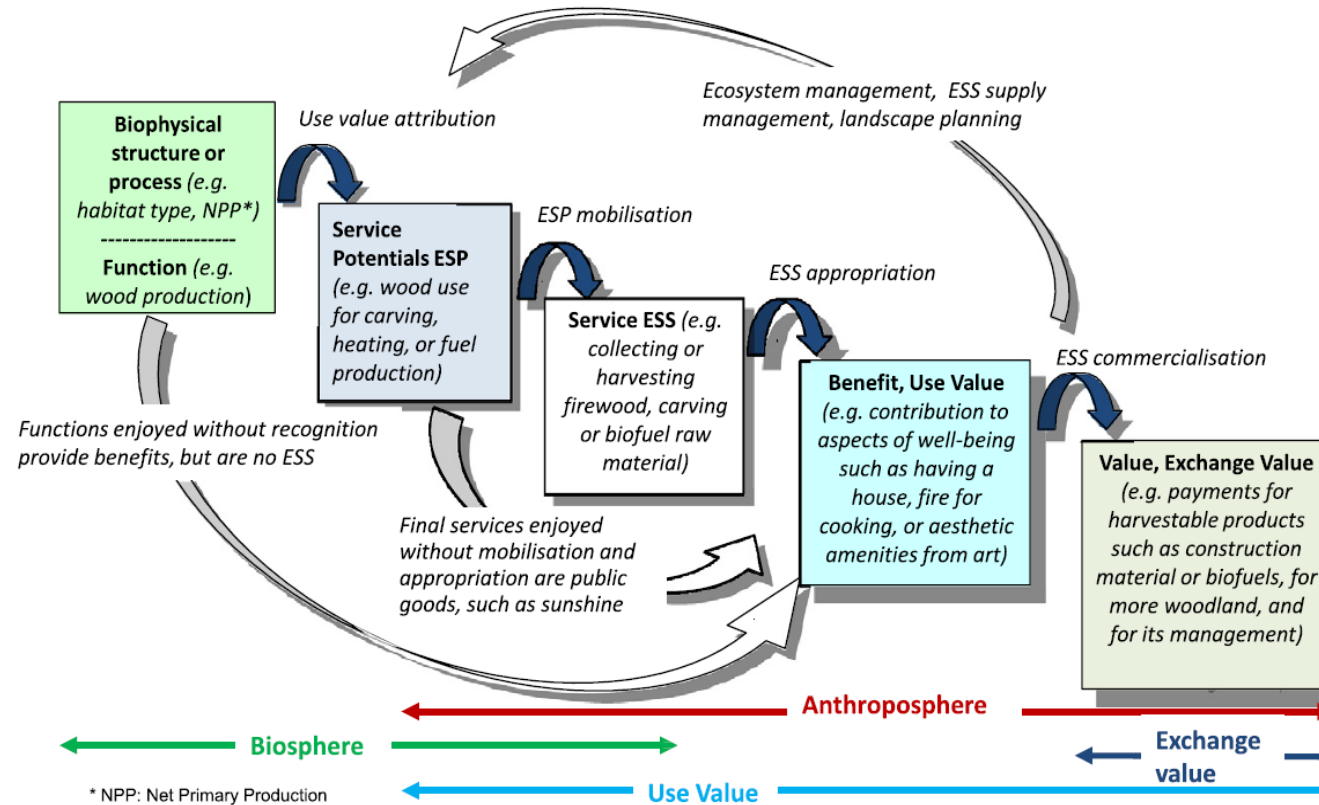 Ecosystem management,  ESS supply
management, landscape planning
Use value attribution
Biophysical
structure or
process (e.g.
habitat type, NPP*)
--------------------
Function (e.g.
wood production)
Service
Potentials ESP
(e.g. wood use
for carving,
heating, or fuel
production)
ESP mobilisation
Service ESS (e.g.
collecting or
harvesting
firewood, carving
or biofuel raw
material)
ESS appropriation
Benefit, Use Value
(e.g. contribution to
aspects of well-being
such as having a
house, fire for
cooking, or aesthetic
amenities from art)
ESS commercialisation
Value, Exchange Value
(e.g. payments for
harvestable products
such as construction
material or biofuels, for
more woodland, and
for its management)
Functions enjoyed without recognition
provide benefits, but are no ESS
Final services enjoyed
without mobilisation and
appropriation are public
goods, such as sunshine
Anthroposphere
Biosphere
Exchange
value
Use Value
* NPP: Net Primary Production